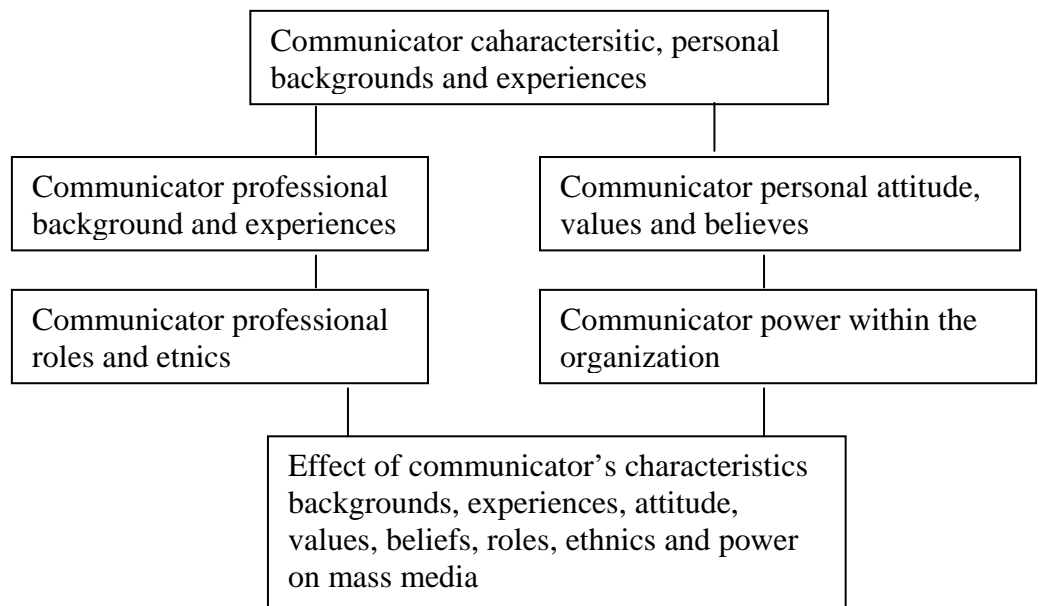 Communicator caharactersitic, personal
backgrounds and experiences
Communicator professional
background and experiences
Communicator personal attitude,
values and believes
Communicator professional
roles and etnics
Communicator power within the
organization
Effect of communicator’s characteristics
backgrounds, experiences, attitude,
values, beliefs, roles, ethnics and power
on mass media